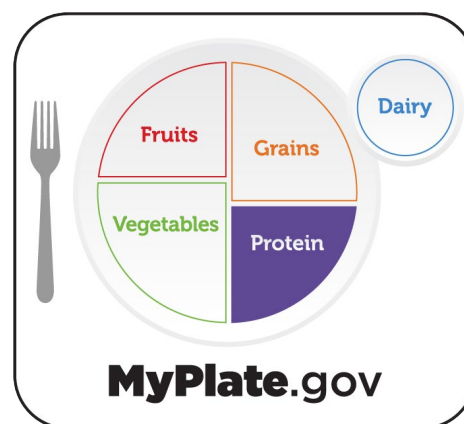 Fruits
Grains
Dairy
Vegetables
Protein
MyPlate.gov